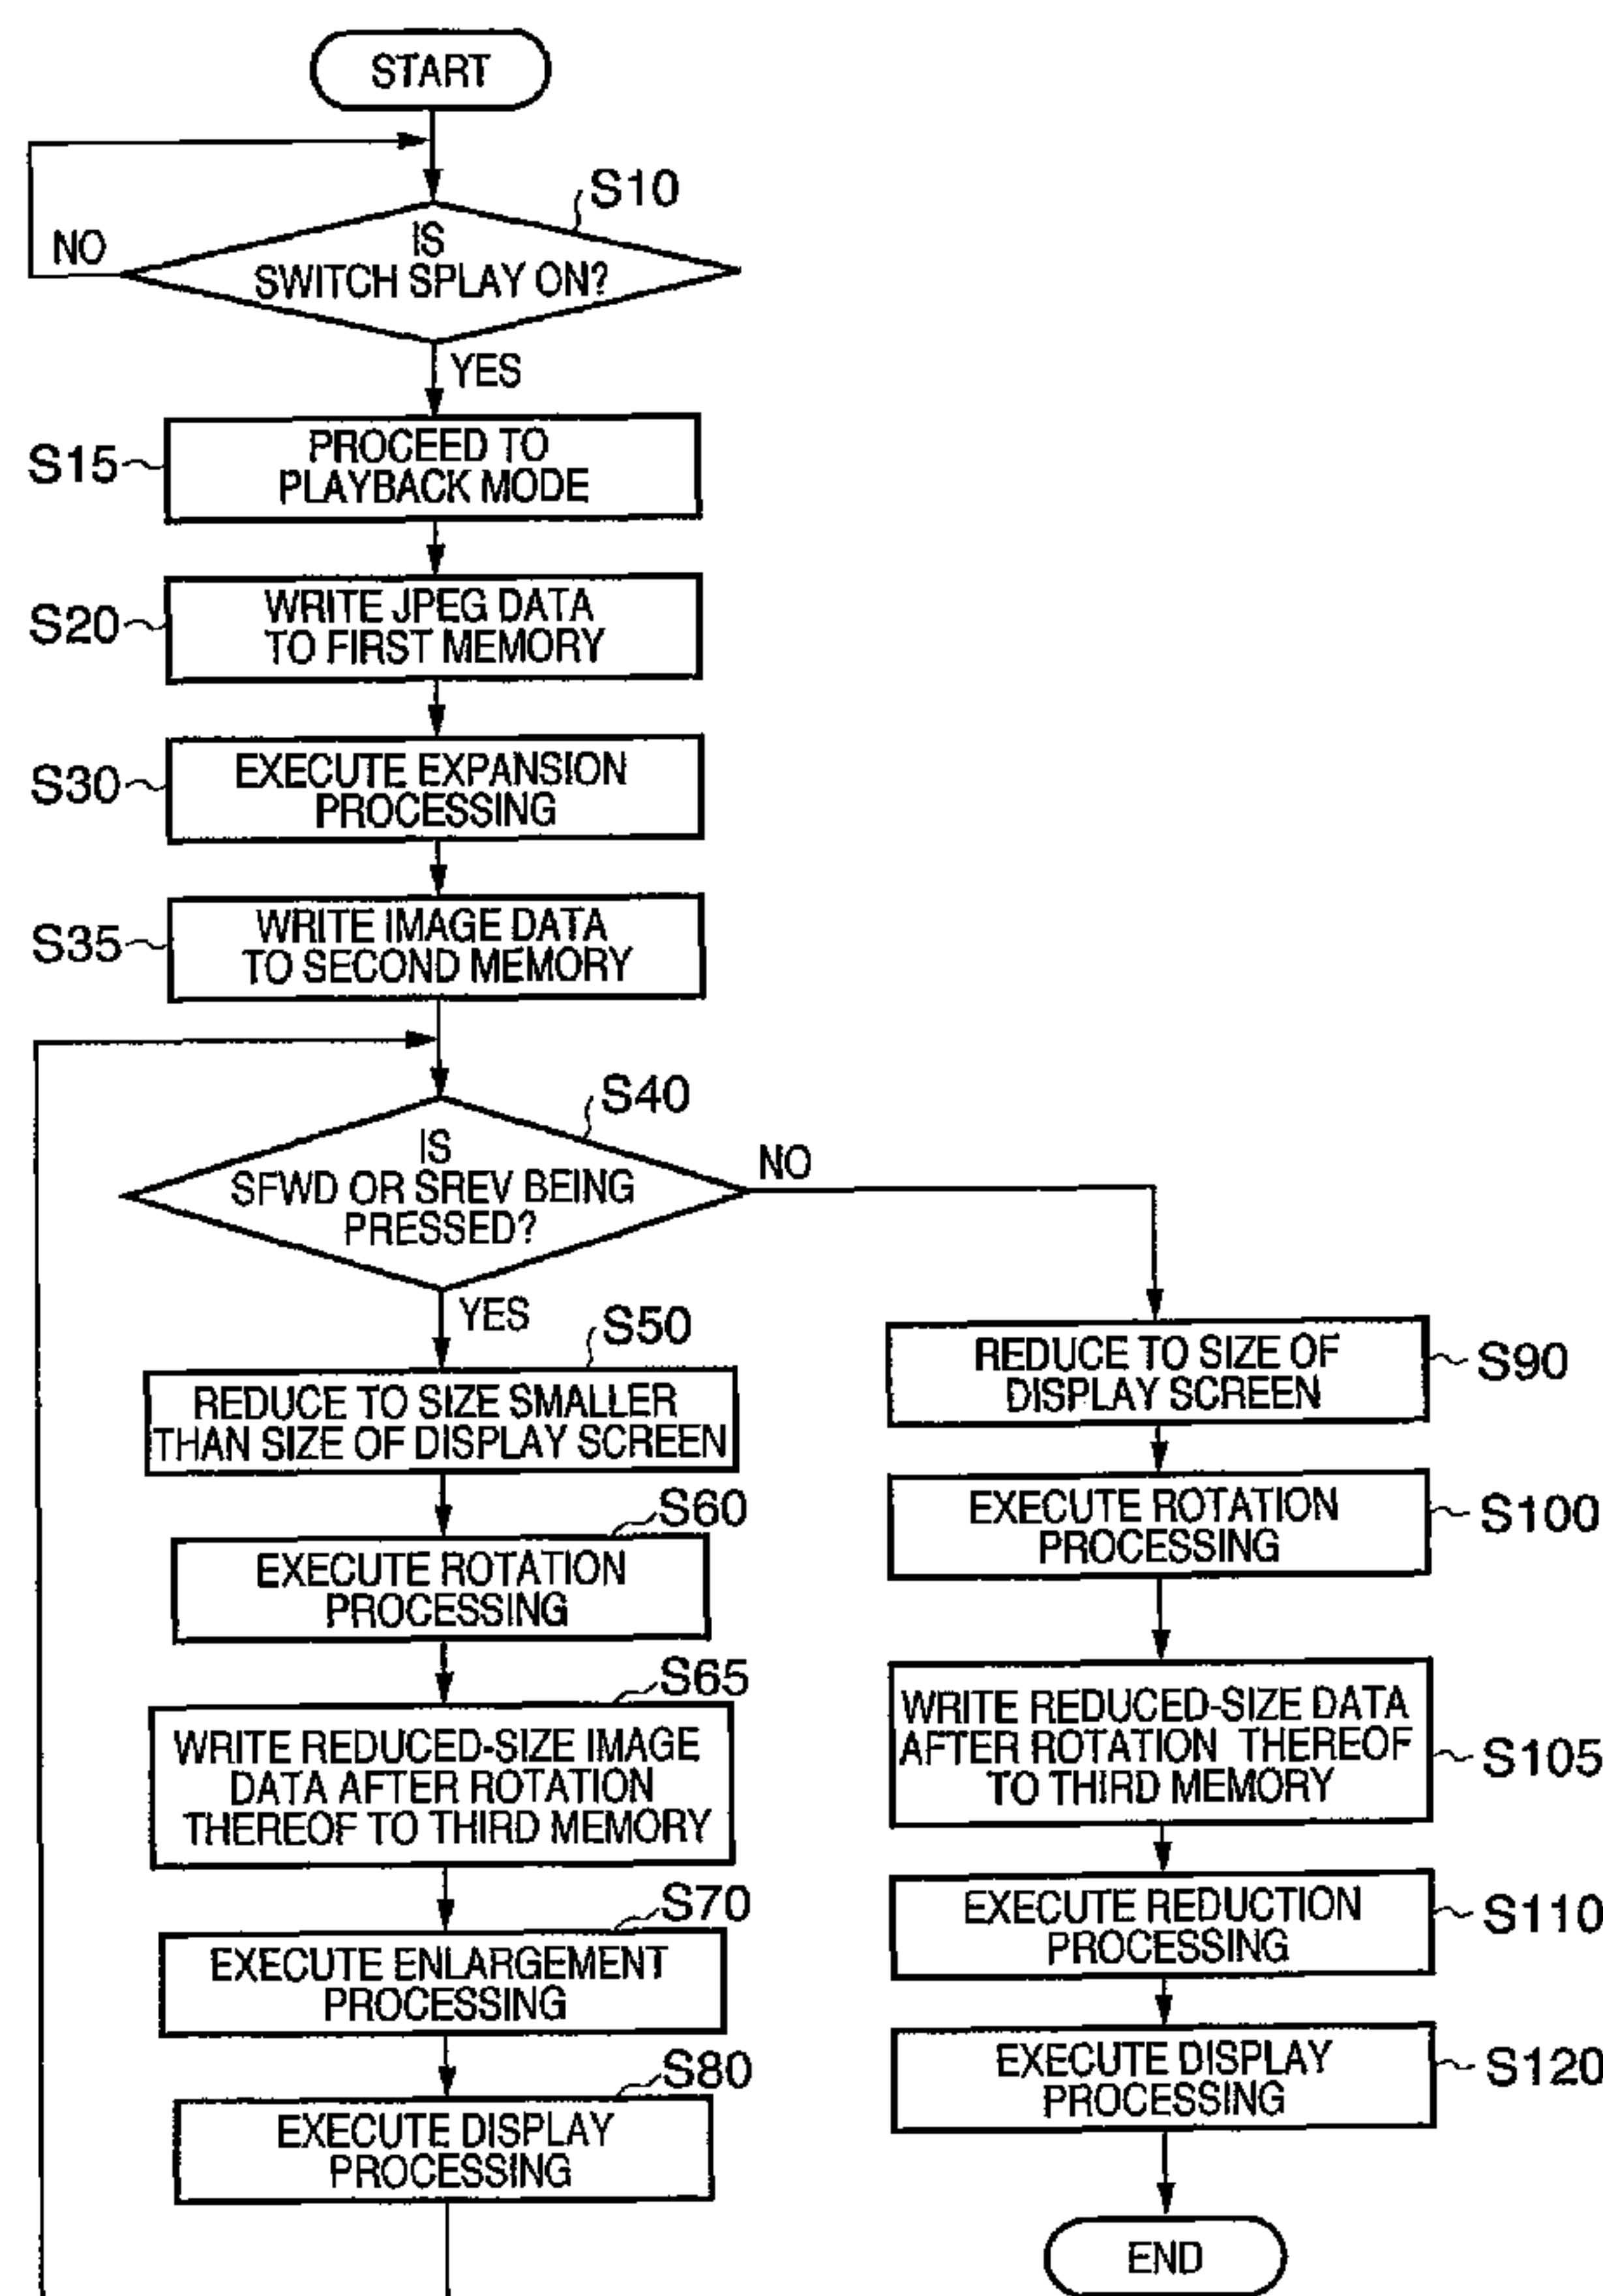 START
S10
NO
IS
SWITCH SPLAY ON?
YES
S15
PROCEED TO
PLAYBACK MODE
S20
WRITE JPEG DATA
TO FIRST MEMORY
S30
EXECUTE EXPANSION
PROCESSING
S35
WRITE IMAGE DATA
TO SECOND MEMORY
S40
IS
SFWD OR SREV BEING
PRESSED?
NO
YES
S50
REDUCE TO SIZE SMALLER
THAN SIZE OF DISPLAY SCREEN
S60
EXECUTE ROTATION
PROCESSING
S65
WRITE REDUCED-SIZE IMAGE
DATA AFTER ROTATION
THEREOF TO THIRD MEMORY
S70
EXECUTE ENLARGEMENT
PROCESSING
S80
EXECUTE DISPLAY
PROCESSING
REDUCE TO SIZE OF
DISPLAY SCREEN
S90
EXECUTE ROTATION
PROCESSING
S100
WRITE REDUCED-SIZE DATA
AFTER ROTATION THEREOF
TO THIRD MEMORY
S105
EXECUTE REDUCTION
PROCESSING
S110
EXECUTE DISPLAY
PROCESSING
S120
END